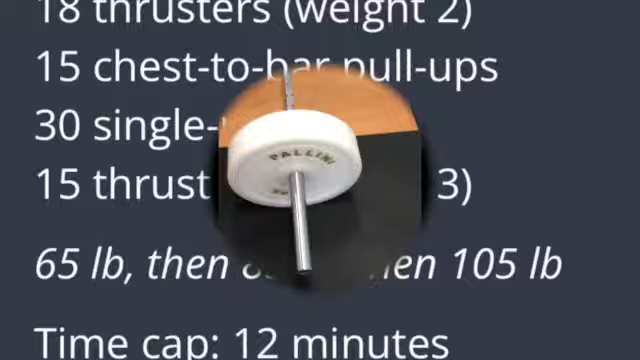 18 thrusters (weight 2)
15 chest-to-bar pull-ups
30 single-
PALLINI
15 thrust 3)
65 lb, then 105 lb
Time cap: 12 minutes